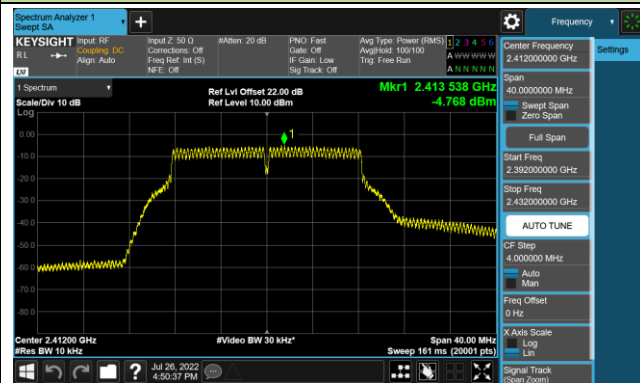 Spectrum Analyzer 1
Swept SA
Frequency
KEYSIGHT
RL
LXI
Input: RF
Coupling: DC
Align: Auto
Input Z: 50 Ω
Corrections: Off
Freq Ref: Int (S)
NFE: Off
#Atten: 20 dB
PNO: Fast
Gate: Off
IF Gain: Low
Sig Track: Off
Avg Type: Power (RMS)
Avg|Hold: 100/100
Trig: Free Run
1 2 3 4 5 6
A W W W W W
A N N N N N
1 Spectrum
Scale/Div 10 dB
Log
Ref Lvl Offset 22.00 dB
Ref Level 10.00 dBm
Mkr1 2.413 538 GHz
-4.768 dBm
1
0.00
-10.0
-20.0
-30.0
-40.0
-50.0
-60.0
-70.0
-80.0
Center 2.41200 GHz
#Res BW 10 kHz
#Video BW 30 kHz*
Span 40.00 MHz
Sweep 161 ms (20001 pts)
Jul 26, 2022
4:50:37 PM
Center Frequency
2.412000000 GHz
Settings
Span
40.0000000 MHz
Swept Span
Zero Span
Full Span
Start Freq
2.392000000 GHz
Stop Freq
2.432000000 GHz
AUTO TUNE
CF Step
4.000000 MHz
Auto
Man
Freq Offset
0 Hz
X Axis Scale
Log
Lin
Signal Track
(Span Zoom)